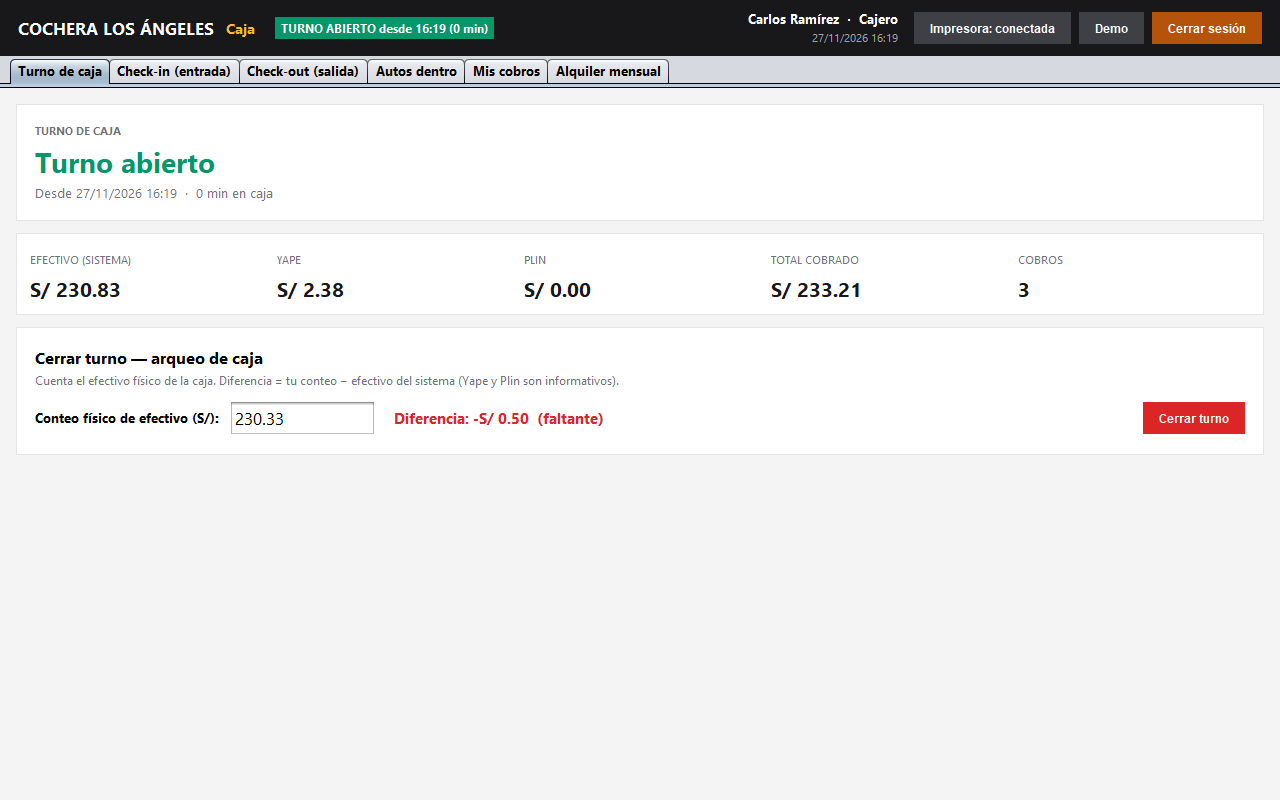 COCHERA LOS ÁNGELES Caja TURNO ABIERTO desde 16:19 (0 min) Carlos Ramírez · Cajero Impresora: conectada Demo Cerrar sesión
27/11/2026 16:19
Turno de caja Check-in (entrada) Check-out (salida) Autos dentro Mis cobros Alquiler mensual
TURNO DE CAJA
Turno abierto
Desde 27/11/2026 16:19 · 0 min en caja
EFECTIVO (SISTEMA) YAPE PLIN TOTAL COBRADO COBROS
S/ 230.83 S/ 2.38 S/ 0.00 S/ 233.21 3
Cerrar turno — arqueo de caja
Cuenta el efectivo físico de la caja. Diferencia = tu conteo − efectivo del sistema (Yape y Plin son informativos).
Conteo físico de efectivo (S/): 230.33 Diferencia: -S/ 0.50 (faltante) Cerrar turno